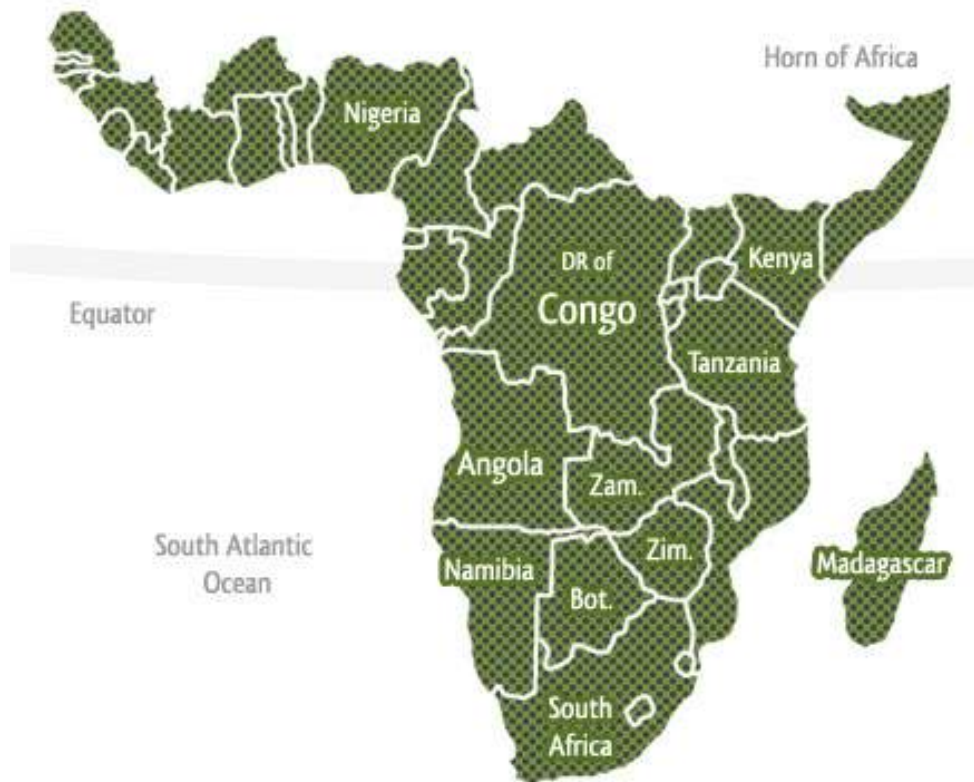 Horn of Africa
Nigeria
DR of
Congo
Kenya
Equator
Tanzania
Angola
Zam.
South Atlantic
Ocean
Zim.
Namibia
Madagascar
Bot.
South
Africa